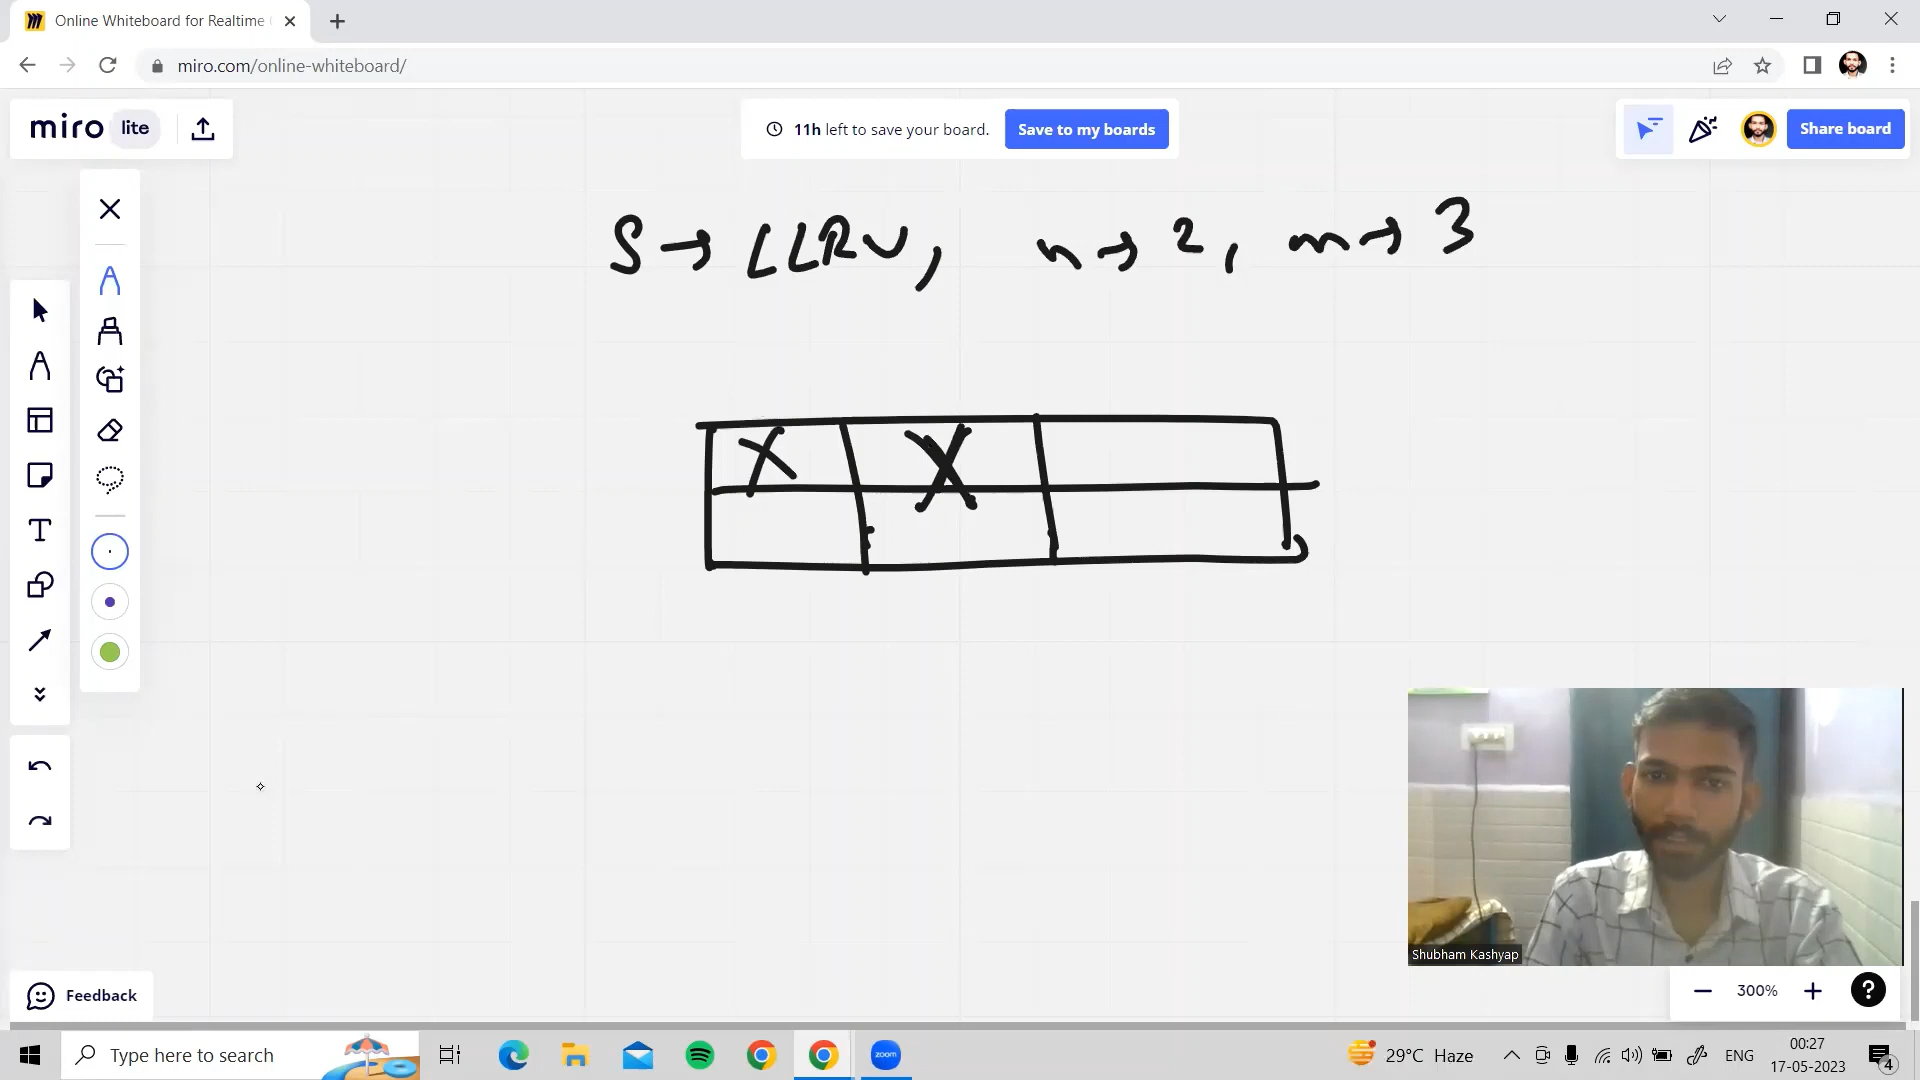 Online Whiteboard for Realtime
miro.com/online-whiteboard/
miro lite
11h left to save your board.
Save to my boards
Share board
S → LLRU, n → 2, m → 3
X X
Shubham Kashyap
Feedback
300%
?
Type here to search
zoom
29°C Haze
ENG
00:27
17-05-2023
4